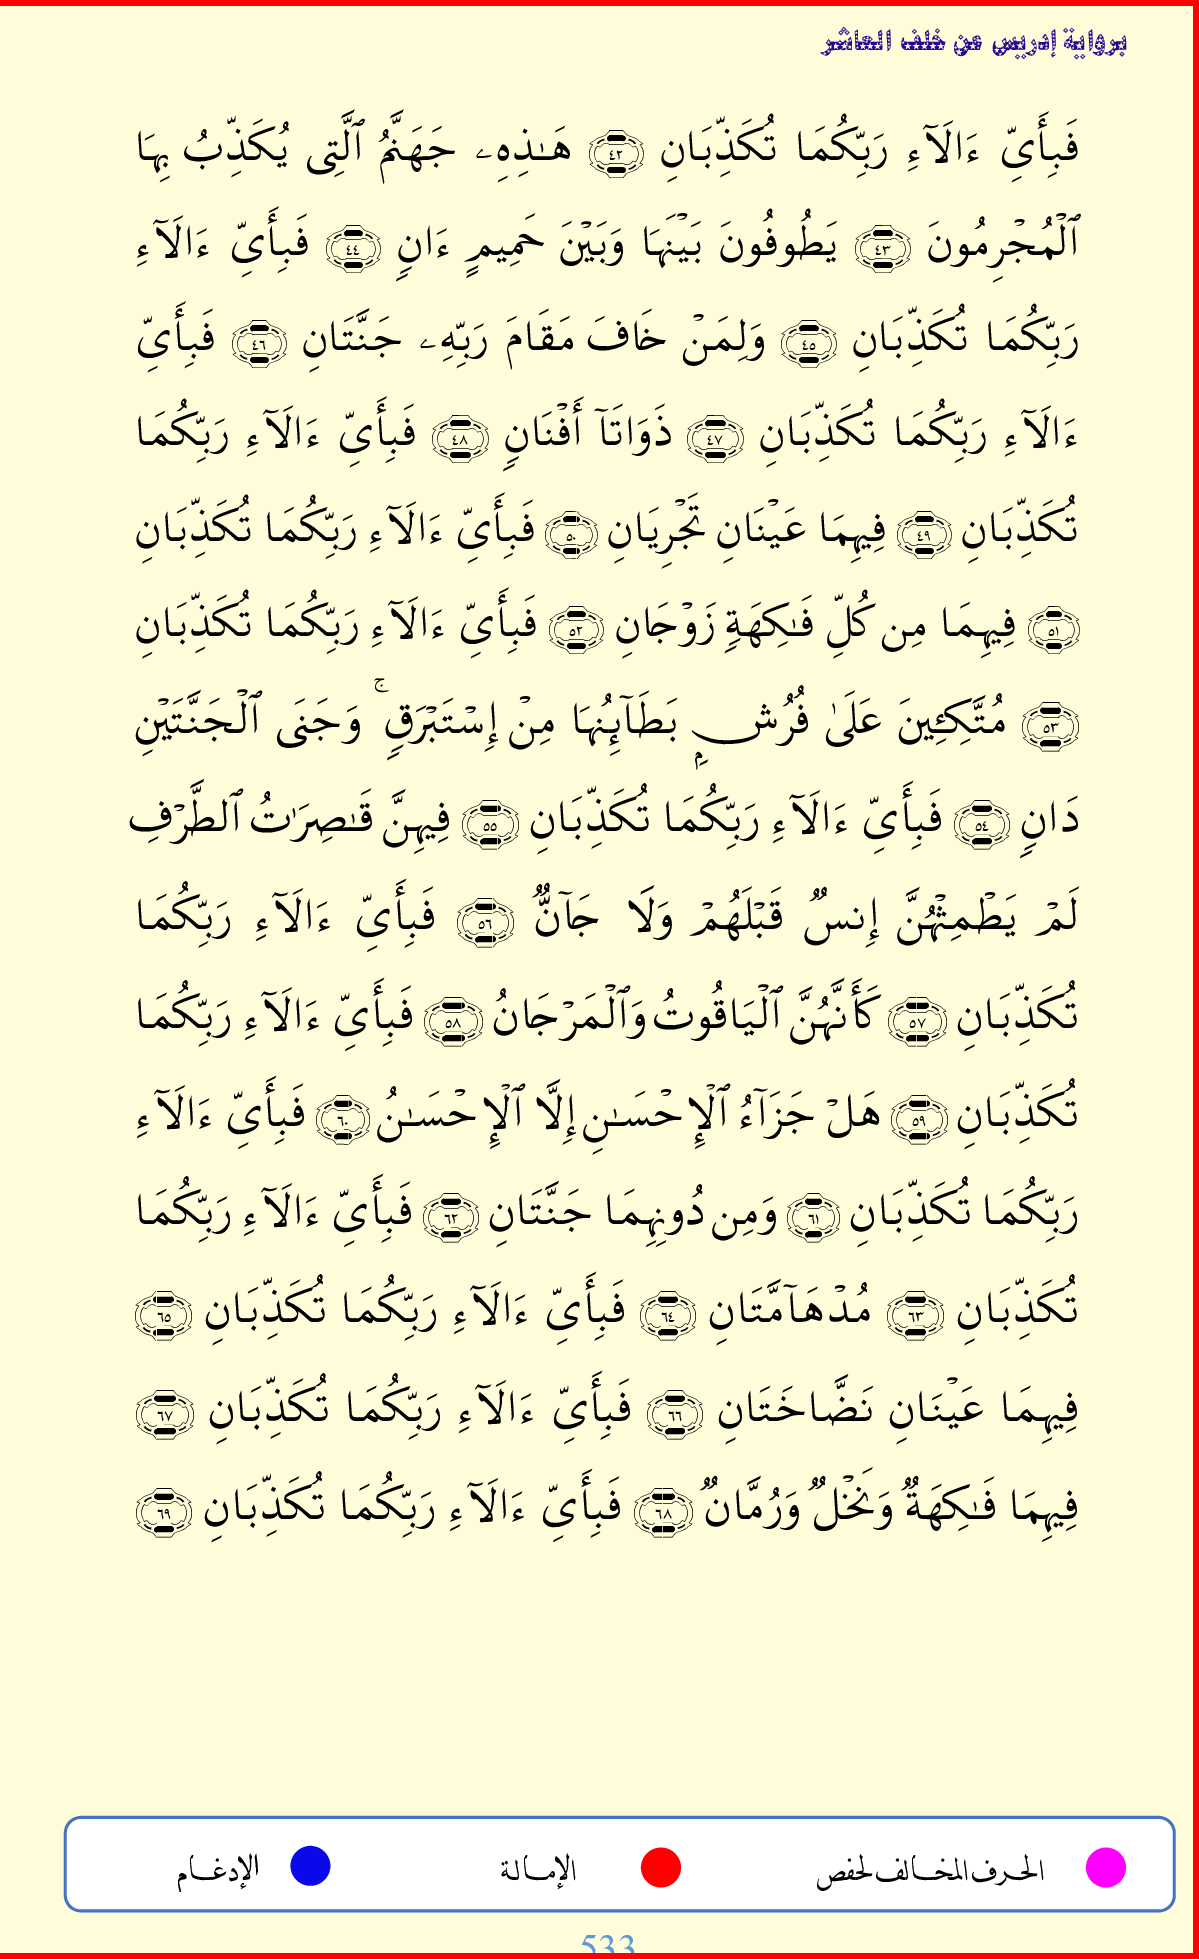 برواية إدريس عن خلف العاشر
فَبِأَيِّ ءَالَآءِ رَبِّكُمَا تُكَذِّبَانِ ٤٢ هَٰذِهِۦ جَهَنَّمُ ٱلَّتِى يُكَذِّبُ بِهَا
ٱلْمُجْرِمُونَ ٤٣ يَطُوفُونَ بَيْنَهَا وَبَيْنَ حَمِيمٍ ءَانٍ ٤٤ فَبِأَيِّ ءَالَآءِ
رَبِّكُمَا تُكَذِّبَانِ ٤٥ وَلِمَنْ خَافَ مَقَامَ رَبِّهِۦ جَنَّتَانِ ٤٦ فَبِأَيِّ
ءَالَآءِ رَبِّكُمَا تُكَذِّبَانِ ٤٧ ذَوَاتَآ أَفْنَانٍ ٤٨ فَبِأَيِّ ءَالَآءِ رَبِّكُمَا
تُكَذِّبَانِ ٤٩ فِيهِمَا عَيْنَانِ تَجْرِيَانِ ٥٠ فَبِأَيِّ ءَالَآءِ رَبِّكُمَا تُكَذِّبَانِ
٥١ فِيهِمَا مِن كُلِّ فَٰكِهَةٍ زَوْجَانِ ٥٢ فَبِأَيِّ ءَالَآءِ رَبِّكُمَا تُكَذِّبَانِ
٥٣ مُتَّكِـِٔينَ عَلَىٰ فُرُشٍۭ بَطَآئِنُهَا مِنْ إِسْتَبْرَقٍ ۚ وَجَنَى ٱلْجَنَّتَيْنِ
دَانٍ ٥٤ فَبِأَيِّ ءَالَآءِ رَبِّكُمَا تُكَذِّبَانِ ٥٥ فِيهِنَّ قَٰصِرَٰتُ ٱلطَّرْفِ
لَمْ يَطْمِثْهُنَّ إِنسٌ قَبْلَهُمْ وَلَا جَآنٌّ ٥٦ فَبِأَيِّ ءَالَآءِ رَبِّكُمَا
تُكَذِّبَانِ ٥٧ كَأَنَّهُنَّ ٱلْيَاقُوتُ وَٱلْمَرْجَانُ ٥٨ فَبِأَيِّ ءَالَآءِ رَبِّكُمَا
تُكَذِّبَانِ ٥٩ هَلْ جَزَآءُ ٱلْإِحْسَٰنِ إِلَّا ٱلْإِحْسَٰنُ ٦٠ فَبِأَيِّ ءَالَآءِ
رَبِّكُمَا تُكَذِّبَانِ ٦١ وَمِن دُونِهِمَا جَنَّتَانِ ٦٢ فَبِأَيِّ ءَالَآءِ رَبِّكُمَا
تُكَذِّبَانِ ٦٣ مُدْهَآمَّتَانِ ٦٤ فَبِأَيِّ ءَالَآءِ رَبِّكُمَا تُكَذِّبَانِ ٦٥
فِيهِمَا عَيْنَانِ نَضَّاخَتَانِ ٦٦ فَبِأَيِّ ءَالَآءِ رَبِّكُمَا تُكَذِّبَانِ ٦٧
فِيهِمَا فَٰكِهَةٌ وَنَخْلٌ وَرُمَّانٌ ٦٨ فَبِأَيِّ ءَالَآءِ رَبِّكُمَا تُكَذِّبَانِ ٦٩
الحرف المخالف لحفص الإمالة الإدغام
533